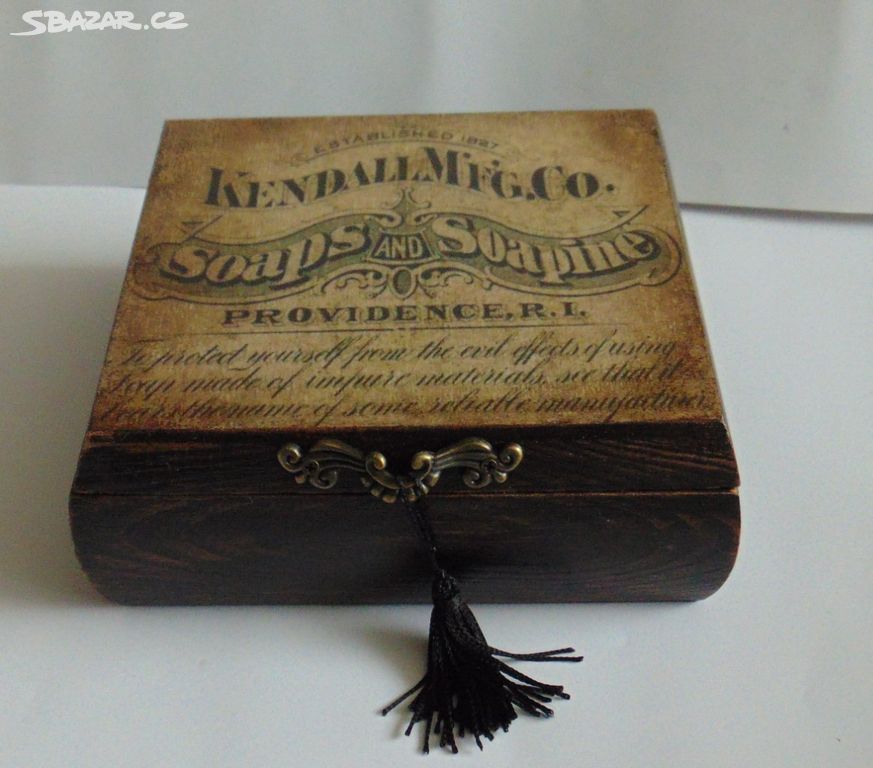 SBAZAR.CZ
ESTABLISHED 1827
KENDALL M'F'G. CO.
Soaps AND Soapine
PROVIDENCE, R.I.
To protect yourself from the evil effects of using
soap made of impure materials, see that it
bears the name of some reliable manufacturer.